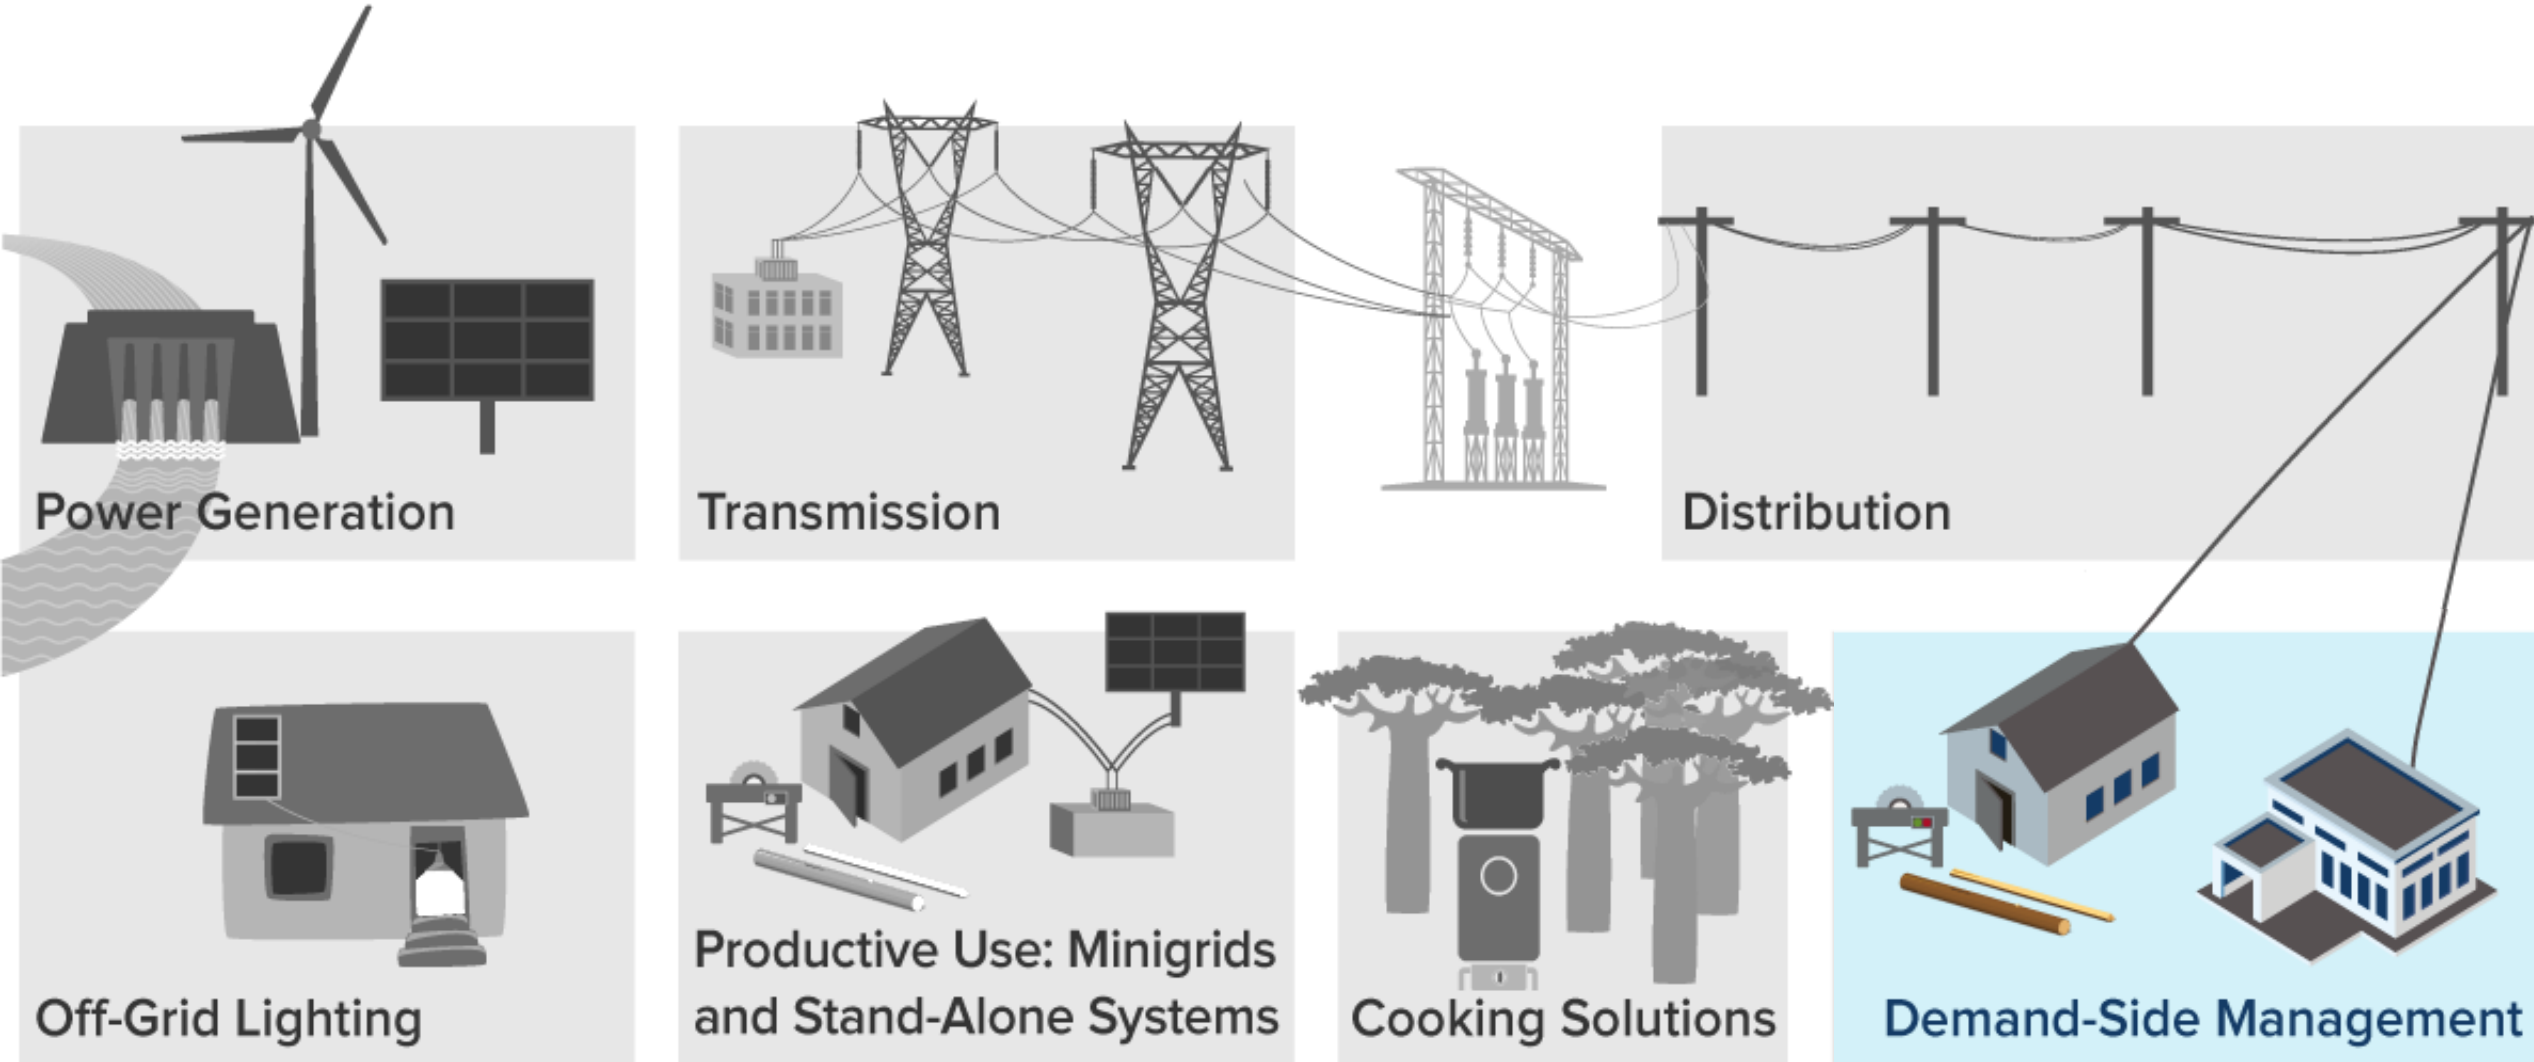 Power Generation
Transmission
Distribution
Off-Grid Lighting
Productive Use: Minigrids
and Stand-Alone Systems
Cooking Solutions
Demand-Side Management